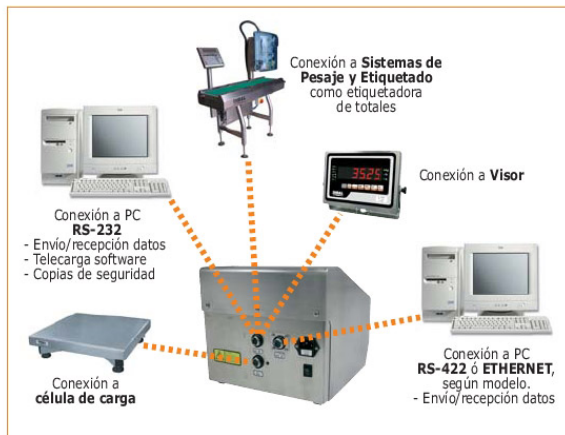 Conexión a Sistemas de
Pesaje y Etiquetado
como etiquetadora
de totales
3525
Conexión a Visor
Conexión a PC
RS-232
- Envío/recepción datos
- Telecarga software
- Copias de seguridad
Conexión a
célula de carga
Conexión a PC
RS-422 ó ETHERNET,
según modelo.
- Envío/recepción datos